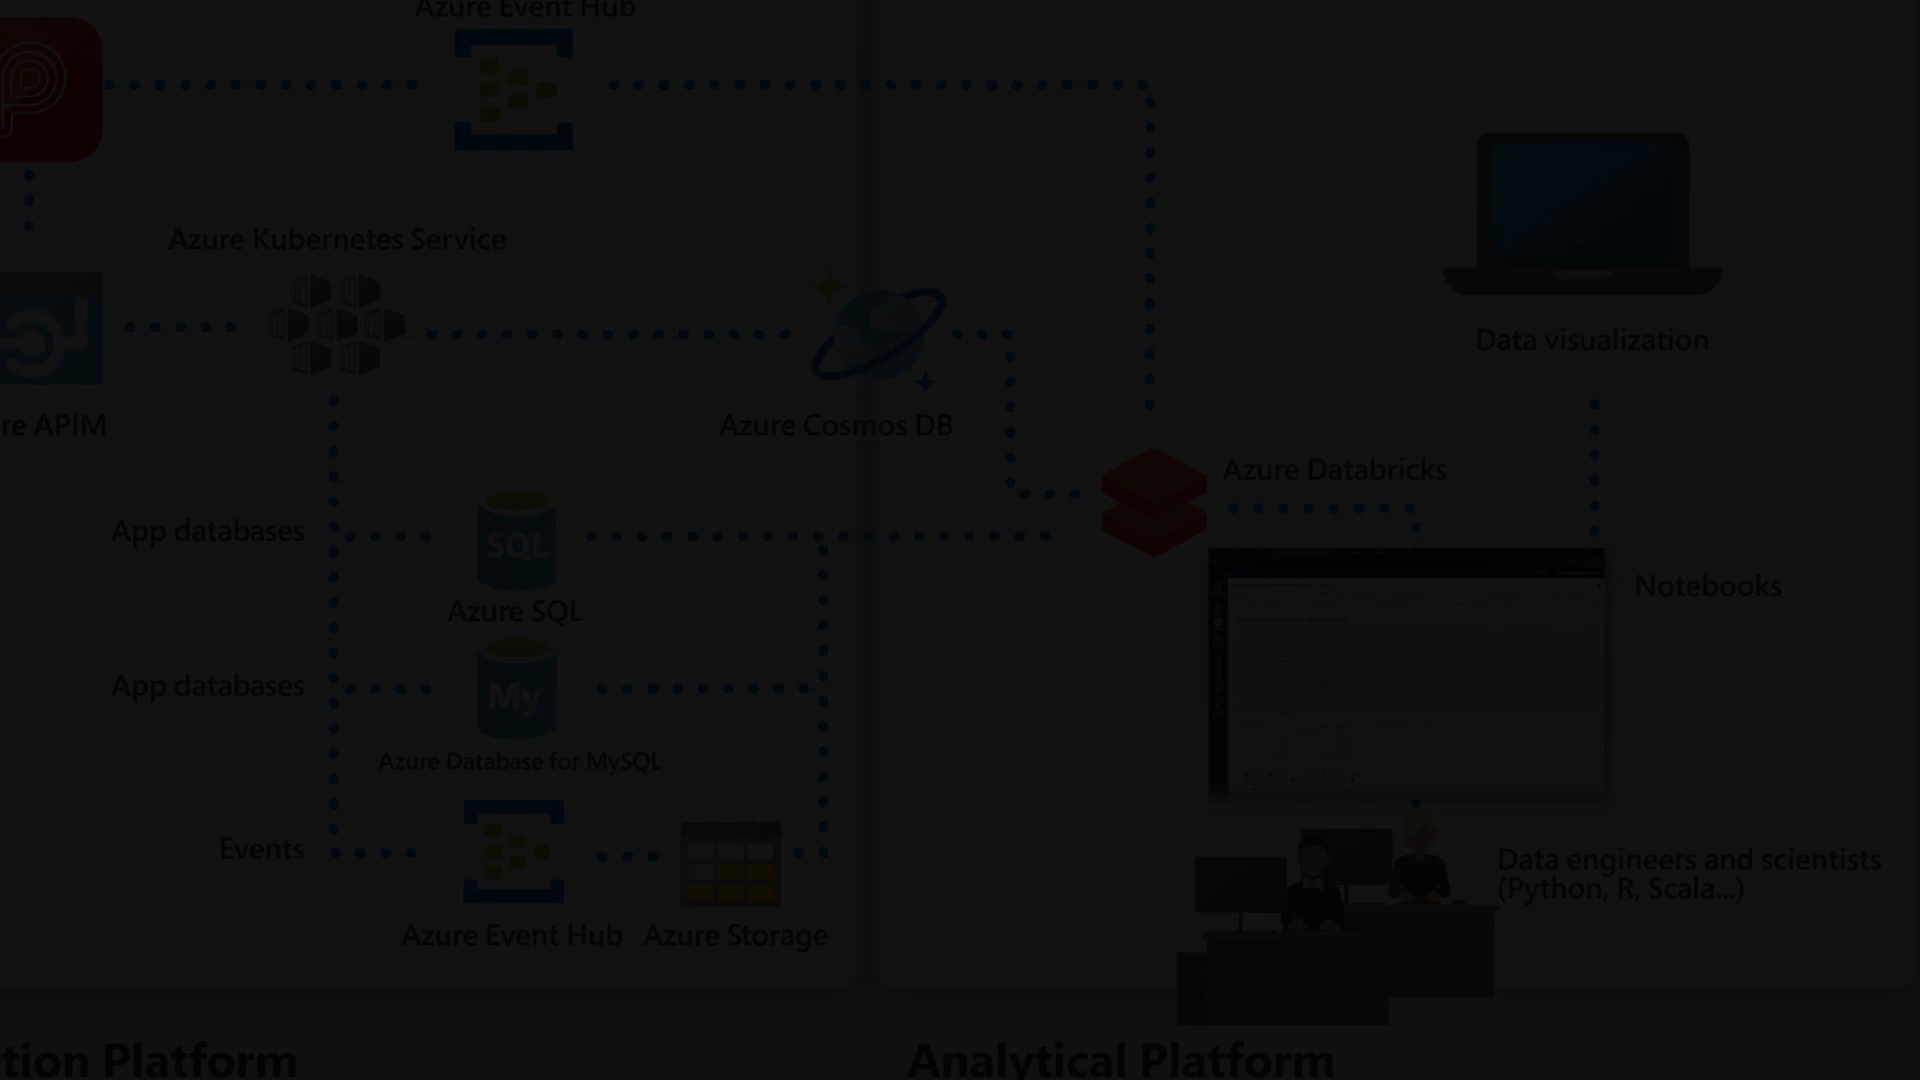 Azure Event Hub
Azure Kubernetes Service
re APIM
Azure Cosmos DB
Data visualization
Azure Databricks
App databases
SQL
Azure SQL
Notebooks
App databases
My
Azure Database for MySQL
Events
Azure Event Hub
Azure Storage
Data engineers and scientists
(Python, R, Scala...)
tion Platform
Analytical Platform